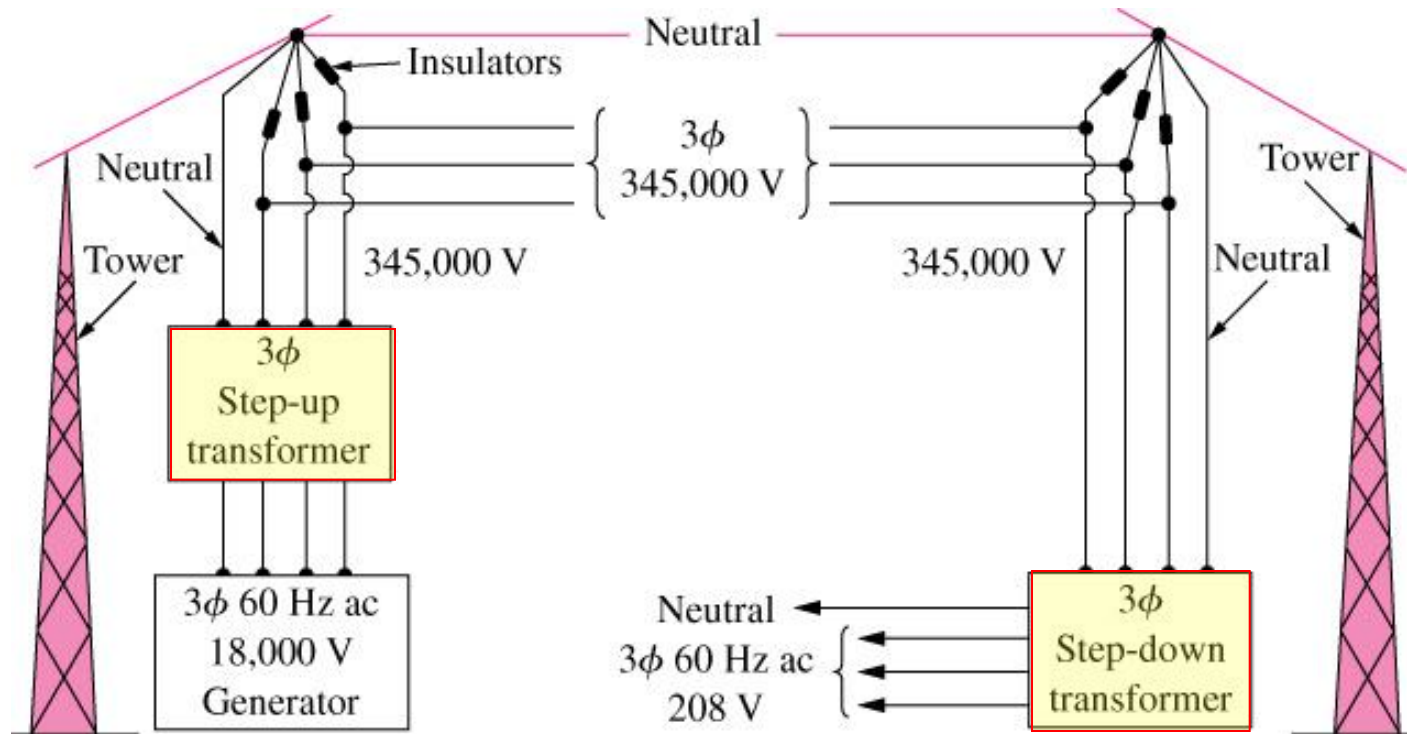 Neutral
Insulators
3ϕ
345,000 V
Neutral
Tower
345,000 V
3ϕ
Step-up
transformer
3ϕ 60 Hz ac
18,000 V
Generator
Tower
345,000 V
Neutral
Neutral
3ϕ 60 Hz ac
208 V
3ϕ
Step-down
transformer